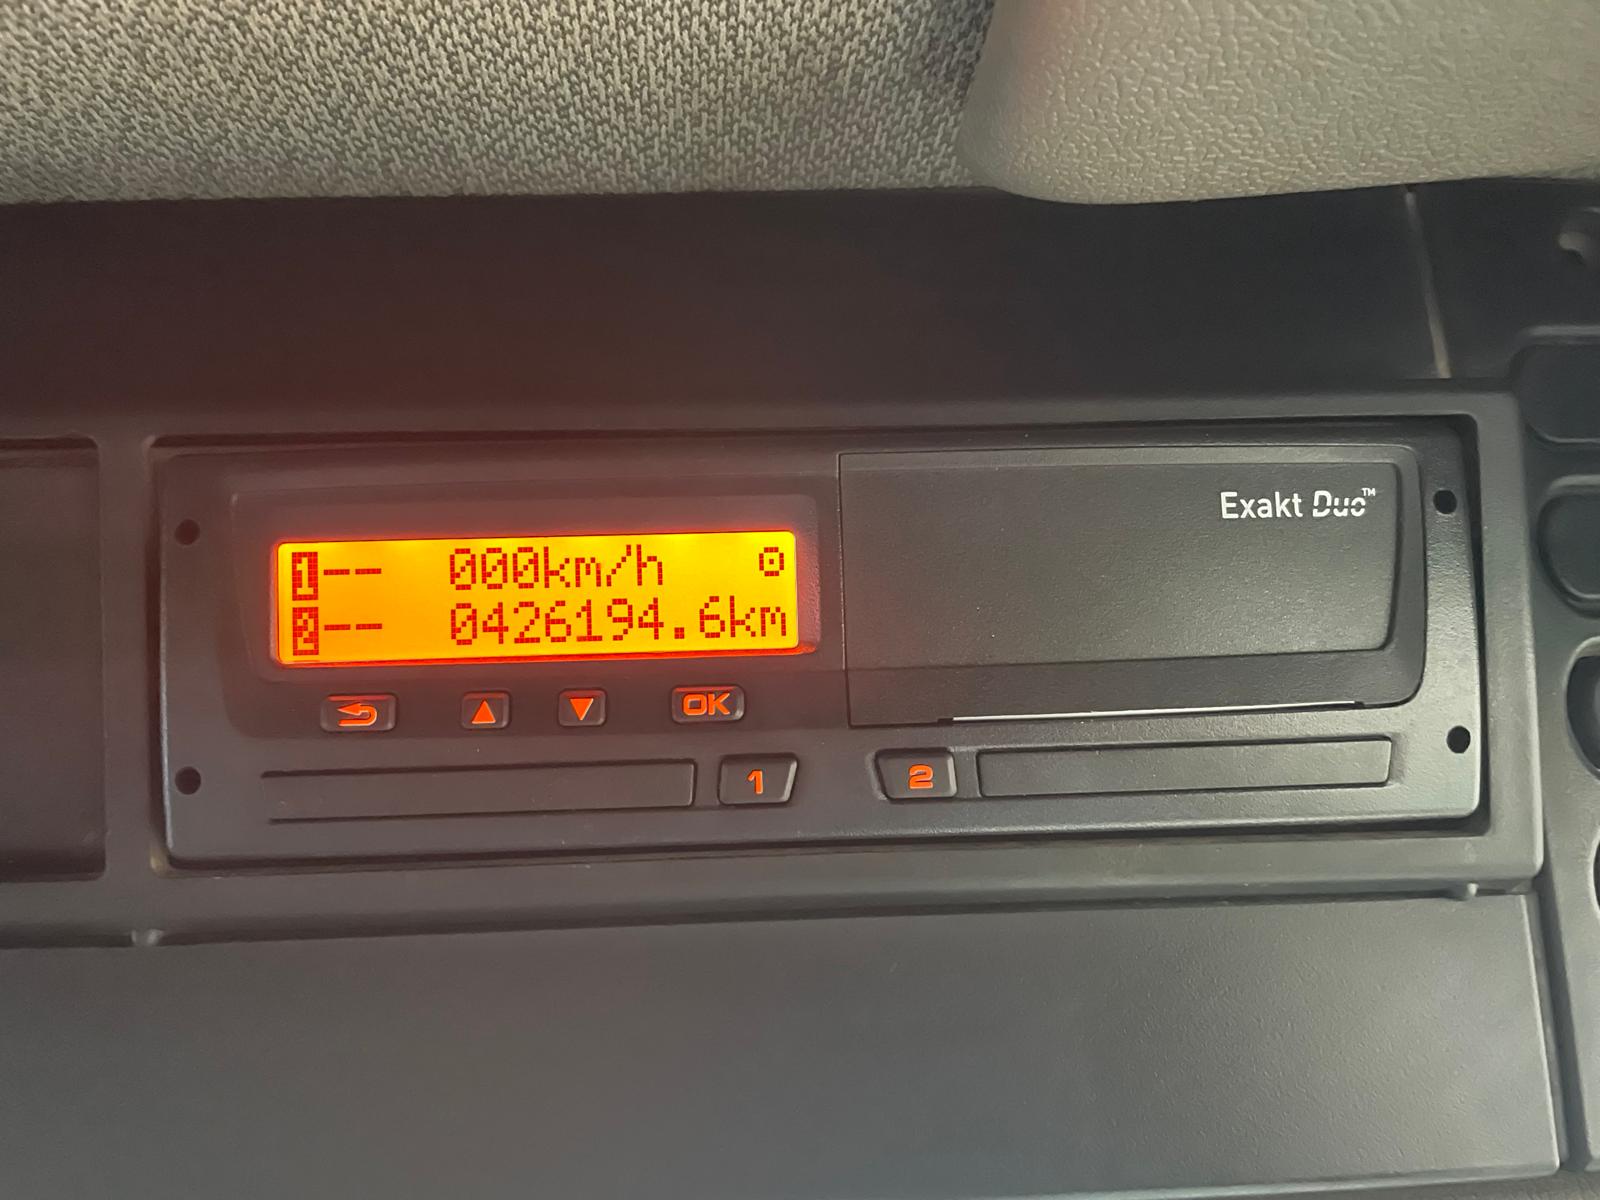 Exakt Duo™
1-- 000km/h
2-- 0426194.6km
OK
1
2